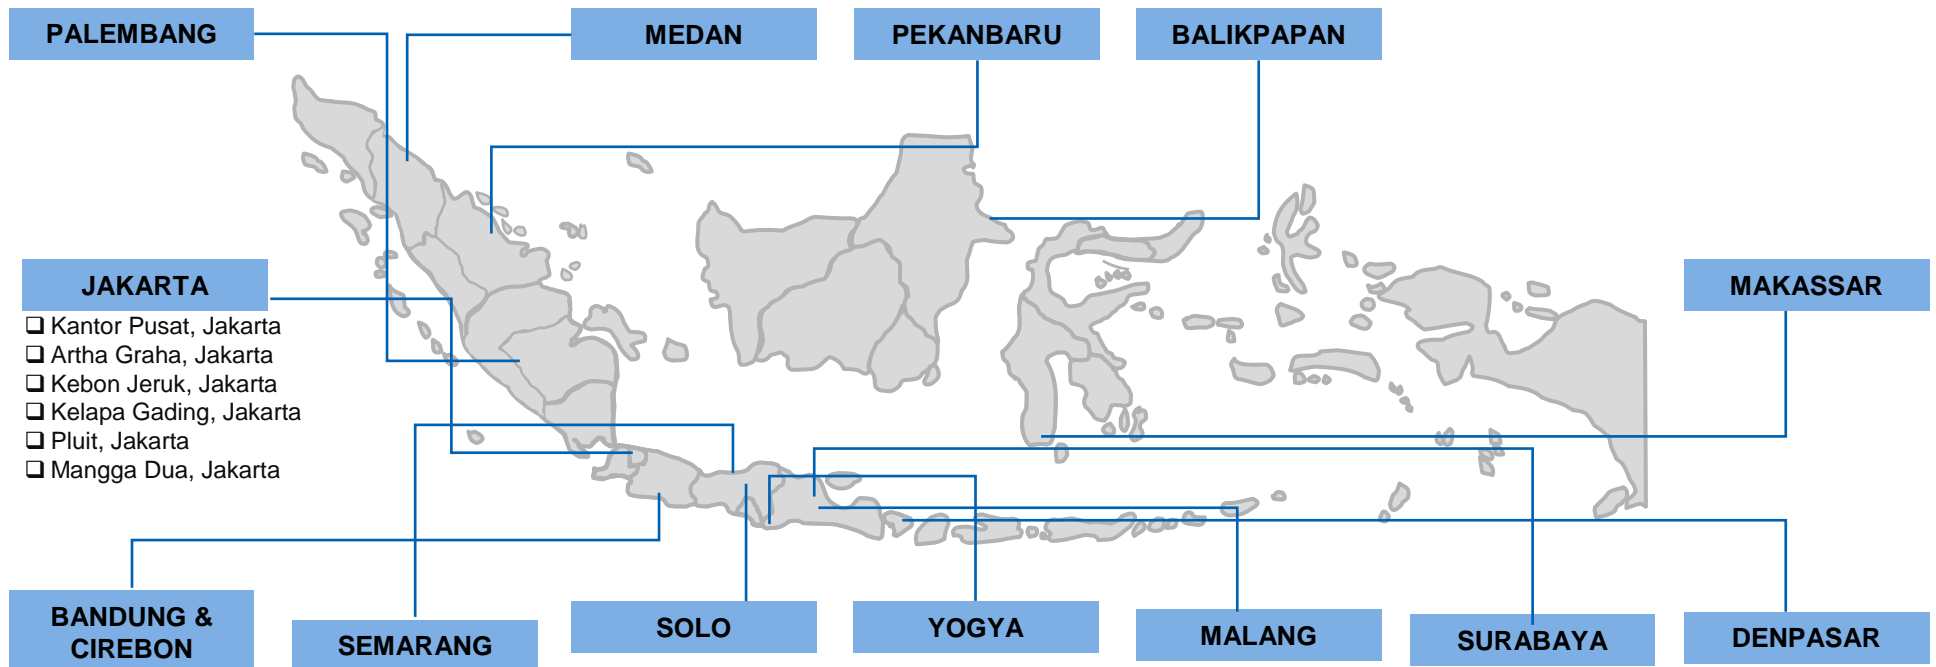 PALEMBANG
MEDAN
PEKANBARU
BALIKPAPAN
JAKARTA
❑ Kantor Pusat, Jakarta
❑ Artha Graha, Jakarta
❑ Kebon Jeruk, Jakarta
❑ Kelapa Gading, Jakarta
❑ Pluit, Jakarta
❑ Mangga Dua, Jakarta
MAKASSAR
BANDUNG &
CIREBON
SEMARANG
SOLO
YOGYA
MALANG
SURABAYA
DENPASAR